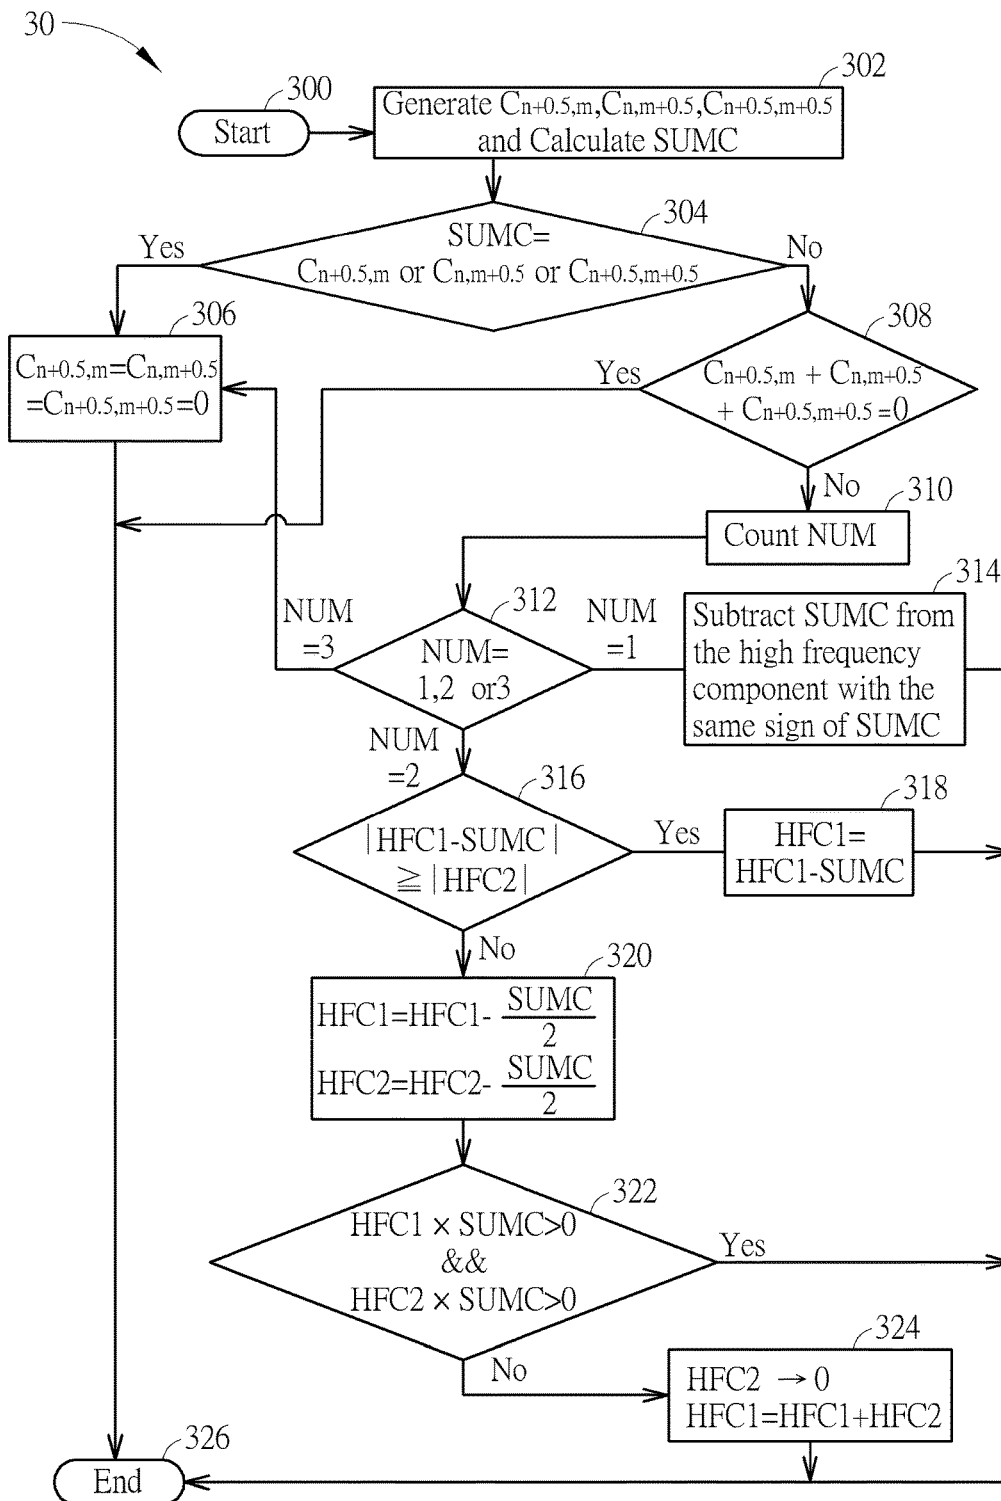 30
300
Start
302
Generate Cn+0.5,m,Cn,m+0.5,Cn+0.5,m+0.5
and Calculate SUMC
304
SUMC=
Cn+0.5,m or Cn,m+0.5 or Cn+0.5,m+0.5
Yes
No
306
Cn+0.5,m=Cn,m+0.5
=Cn+0.5,m+0.5=0
308
Cn+0.5,m + Cn,m+0.5
+ Cn+0.5,m+0.5=0
Yes
No
310
Count NUM
312
NUM=
1,2 or3
NUM
=3
NUM
=1
314
Subtract SUMC from
the high frequency
component with the
same sign of SUMC
NUM
=2
316
|HFC1-SUMC|
≧|HFC2|
Yes
318
HFC1=
HFC1-SUMC
No
320
HFC1=HFC1- SUMC
2
HFC2=HFC2- SUMC
2
322
HFC1 × SUMC>0
&&
HFC2 × SUMC>0
Yes
No
324
HFC2 →0
HFC1=HFC1+HFC2
326
End